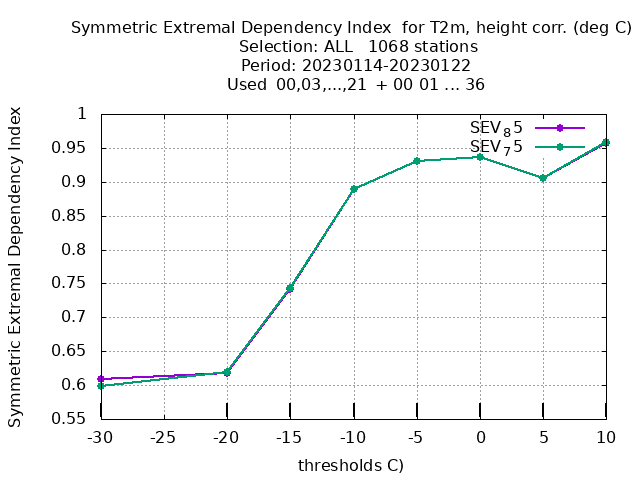 Symmetric Extremal Dependency Index  for T2m, height corr. (deg C)
Selection: ALL   1068 stations
Period: 20230114-20230122
Used  00,03,...,21  + 00 01 ... 36
Symmetric Extremal Dependency Index
1
0.95
0.9
0.85
0.8
0.75
0.7
0.65
0.6
0.55
SEV85
SEV75
-30 -25 -20 -15 -10 -5 0 5 10
thresholds C)